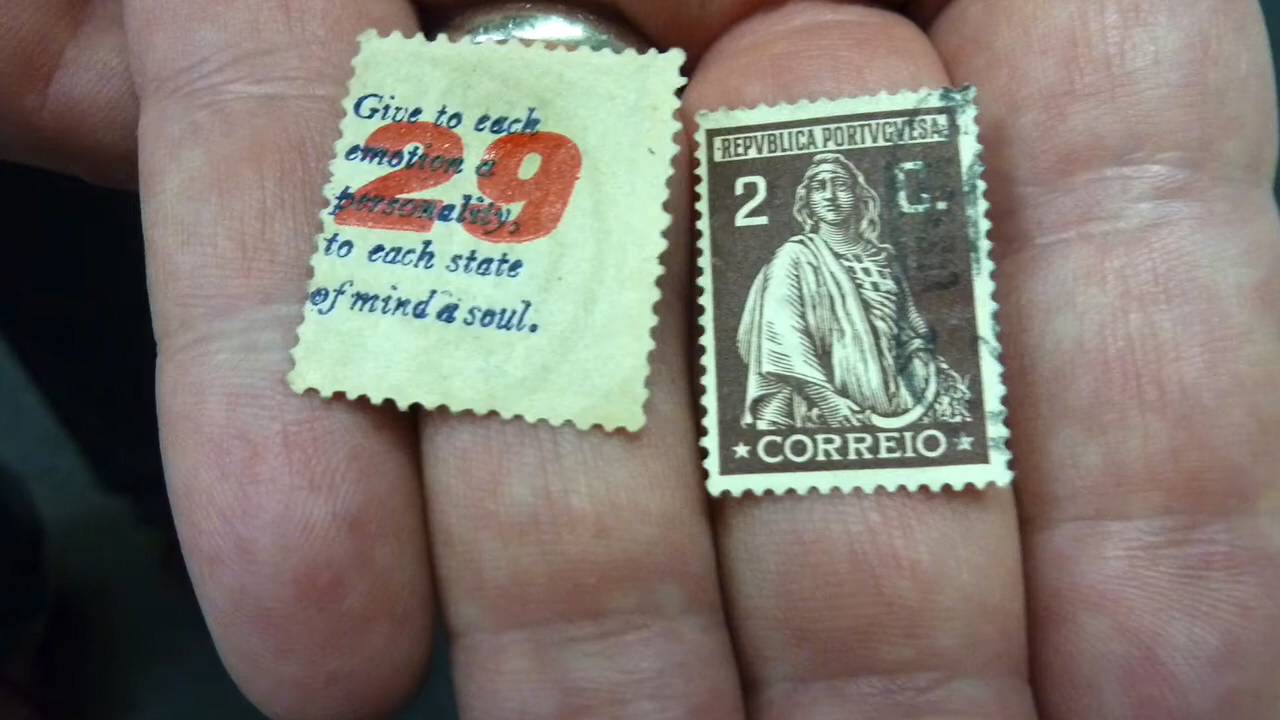 Give to each
emotion a
29
personality,
to each state
of mind a soul.
REPVBLICA PORTVGVESA
2 C.
CORREIO